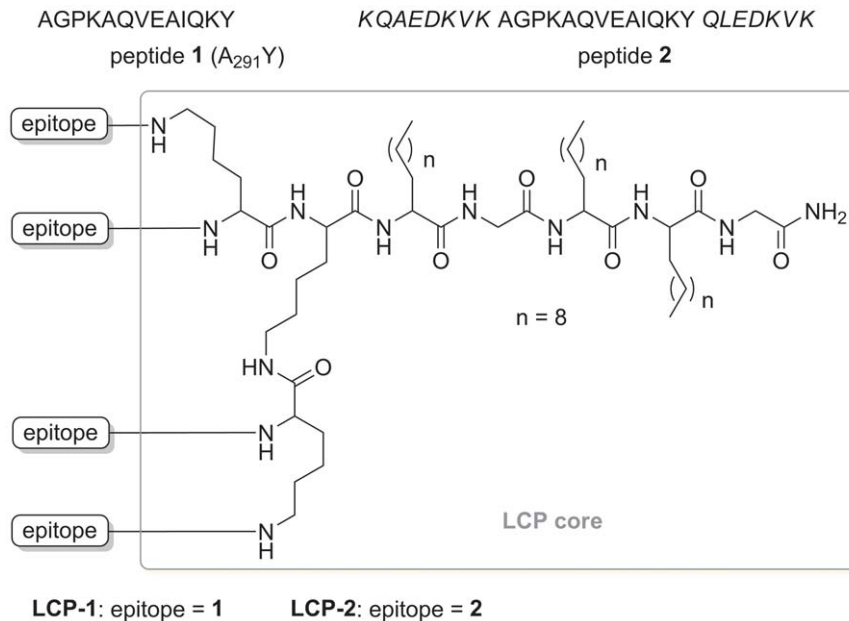 AGPKAQVEAIQKY KQAEDKVK AGPKAQVEAIQKY QLEDKVK
peptide 1 (A₂₉₁Y) peptide 2
epitope
N
H
( )n
( )n
O
O
H
N
H
N
O
H
N
O
epitope
N
H
O
N
H
O
N
H
O
N
H
O
NH₂
( )n
n = 8
HN
O
epitope
N
H
epitope
N
H
LCP core
LCP-1: epitope = 1 LCP-2: epitope = 2